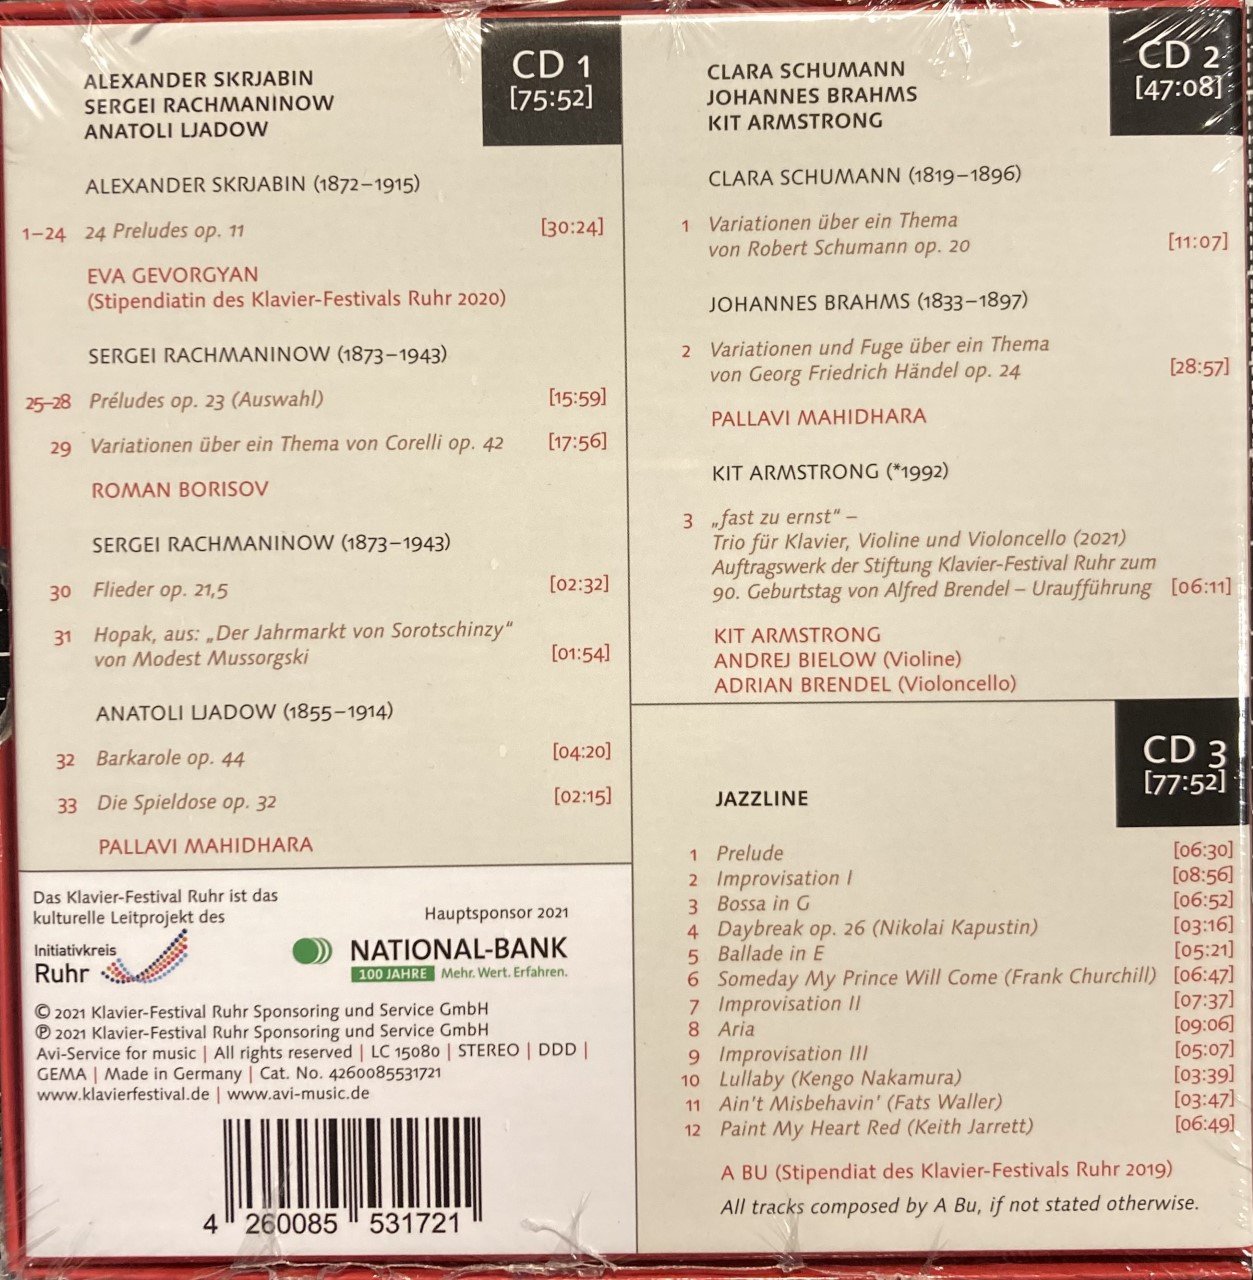 CD 1
[75:52]
ALEXANDER SKRJABIN
SERGEI RACHMANINOW
ANATOLI LJADOW
ALEXANDER SKRJABIN (1872–1915)
1–24 24 Preludes op. 11 [30:24]
EVA GEVORGYAN
(Stipendiatin des Klavier-Festivals Ruhr 2020)
SERGEI RACHMANINOW (1873–1943)
25–28 Préludes op. 23 (Auswahl) [15:59]
29 Variationen über ein Thema von Corelli op. 42 [17:56]
ROMAN BORISOV
SERGEI RACHMANINOW (1873–1943)
30 Flieder op. 21,5 [02:32]
31 Hopak, aus: „Der Jahrmarkt von Sorotschinzy“
von Modest Mussorgski [01:54]
ANATOLI LJADOW (1855–1914)
32 Barkarole op. 44 [04:20]
33 Die Spieldose op. 32 [02:15]
PALLAVI MAHIDHARA
Das Klavier-Festival Ruhr ist das
kulturelle Leitprojekt des
Initiativkreis
Ruhr
Hauptsponsor 2021
NATIONAL-BANK
100 JAHRE Mehr. Wert. Erfahren.
© 2021 Klavier-Festival Ruhr Sponsoring und Service GmbH
℗ 2021 Klavier-Festival Ruhr Sponsoring und Service GmbH
Avi-Service for music | All rights reserved | LC 15080 | STEREO | DDD |
GEMA | Made in Germany | Cat. No. 4260085531721
www.klavierfestival.de | www.avi-music.de
4 260085 531721
CD 2
[47:08]
CLARA SCHUMANN
JOHANNES BRAHMS
KIT ARMSTRONG
CLARA SCHUMANN (1819–1896)
1 Variationen über ein Thema
von Robert Schumann op. 20 [11:07]
JOHANNES BRAHMS (1833–1897)
2 Variationen und Fuge über ein Thema
von Georg Friedrich Händel op. 24 [28:57]
PALLAVI MAHIDHARA
KIT ARMSTRONG (*1992)
3 „fast zu ernst“ –
Trio für Klavier, Violine und Violoncello (2021)
Auftragswerk der Stiftung Klavier-Festival Ruhr zum
90. Geburtstag von Alfred Brendel – Uraufführung [06:11]
KIT ARMSTRONG
ANDREJ BIELOW (Violine)
ADRIAN BRENDEL (Violoncello)
CD 3
[77:52]
JAZZLINE
1 Prelude [06:30]
2 Improvisation I [08:56]
3 Bossa in G [06:52]
4 Daybreak op. 26 (Nikolai Kapustin) [03:16]
5 Ballade in E [05:21]
6 Someday My Prince Will Come (Frank Churchill) [06:47]
7 Improvisation II [07:37]
8 Aria [09:06]
9 Improvisation III [05:07]
10 Lullaby (Kengo Nakamura) [03:39]
11 Ain't Misbehavin' (Fats Waller) [03:47]
12 Paint My Heart Red (Keith Jarrett) [06:49]
A BU (Stipendiat des Klavier-Festivals Ruhr 2019)
All tracks composed by A Bu, if not stated otherwise.